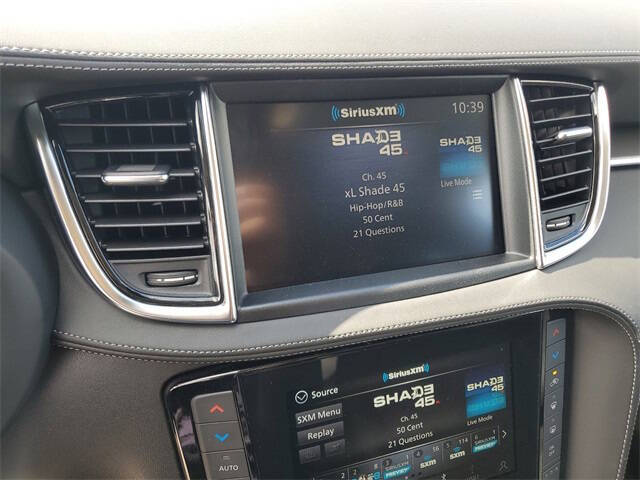 SiriusXM
10:39
SHADE 45
SHADE 45
Ch. 45
xL Shade 45
Live Mode
Hip-Hop/R&B
50 Cent
21 Questions
SiriusXM
Source
SHADE 45
SHADE
SXM Menu
Ch. 45
50 Cent
Live Mode
Replay
21 Questions
AUTO